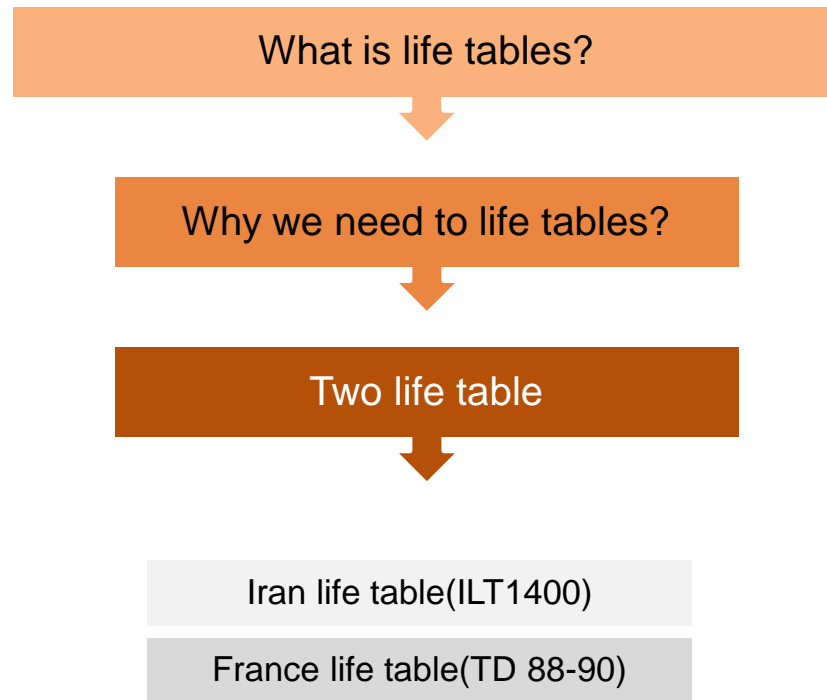 What is life tables?
Why we need to life tables?
Two life table
Iran life table(ILT1400)
France life table(TD 88-90)